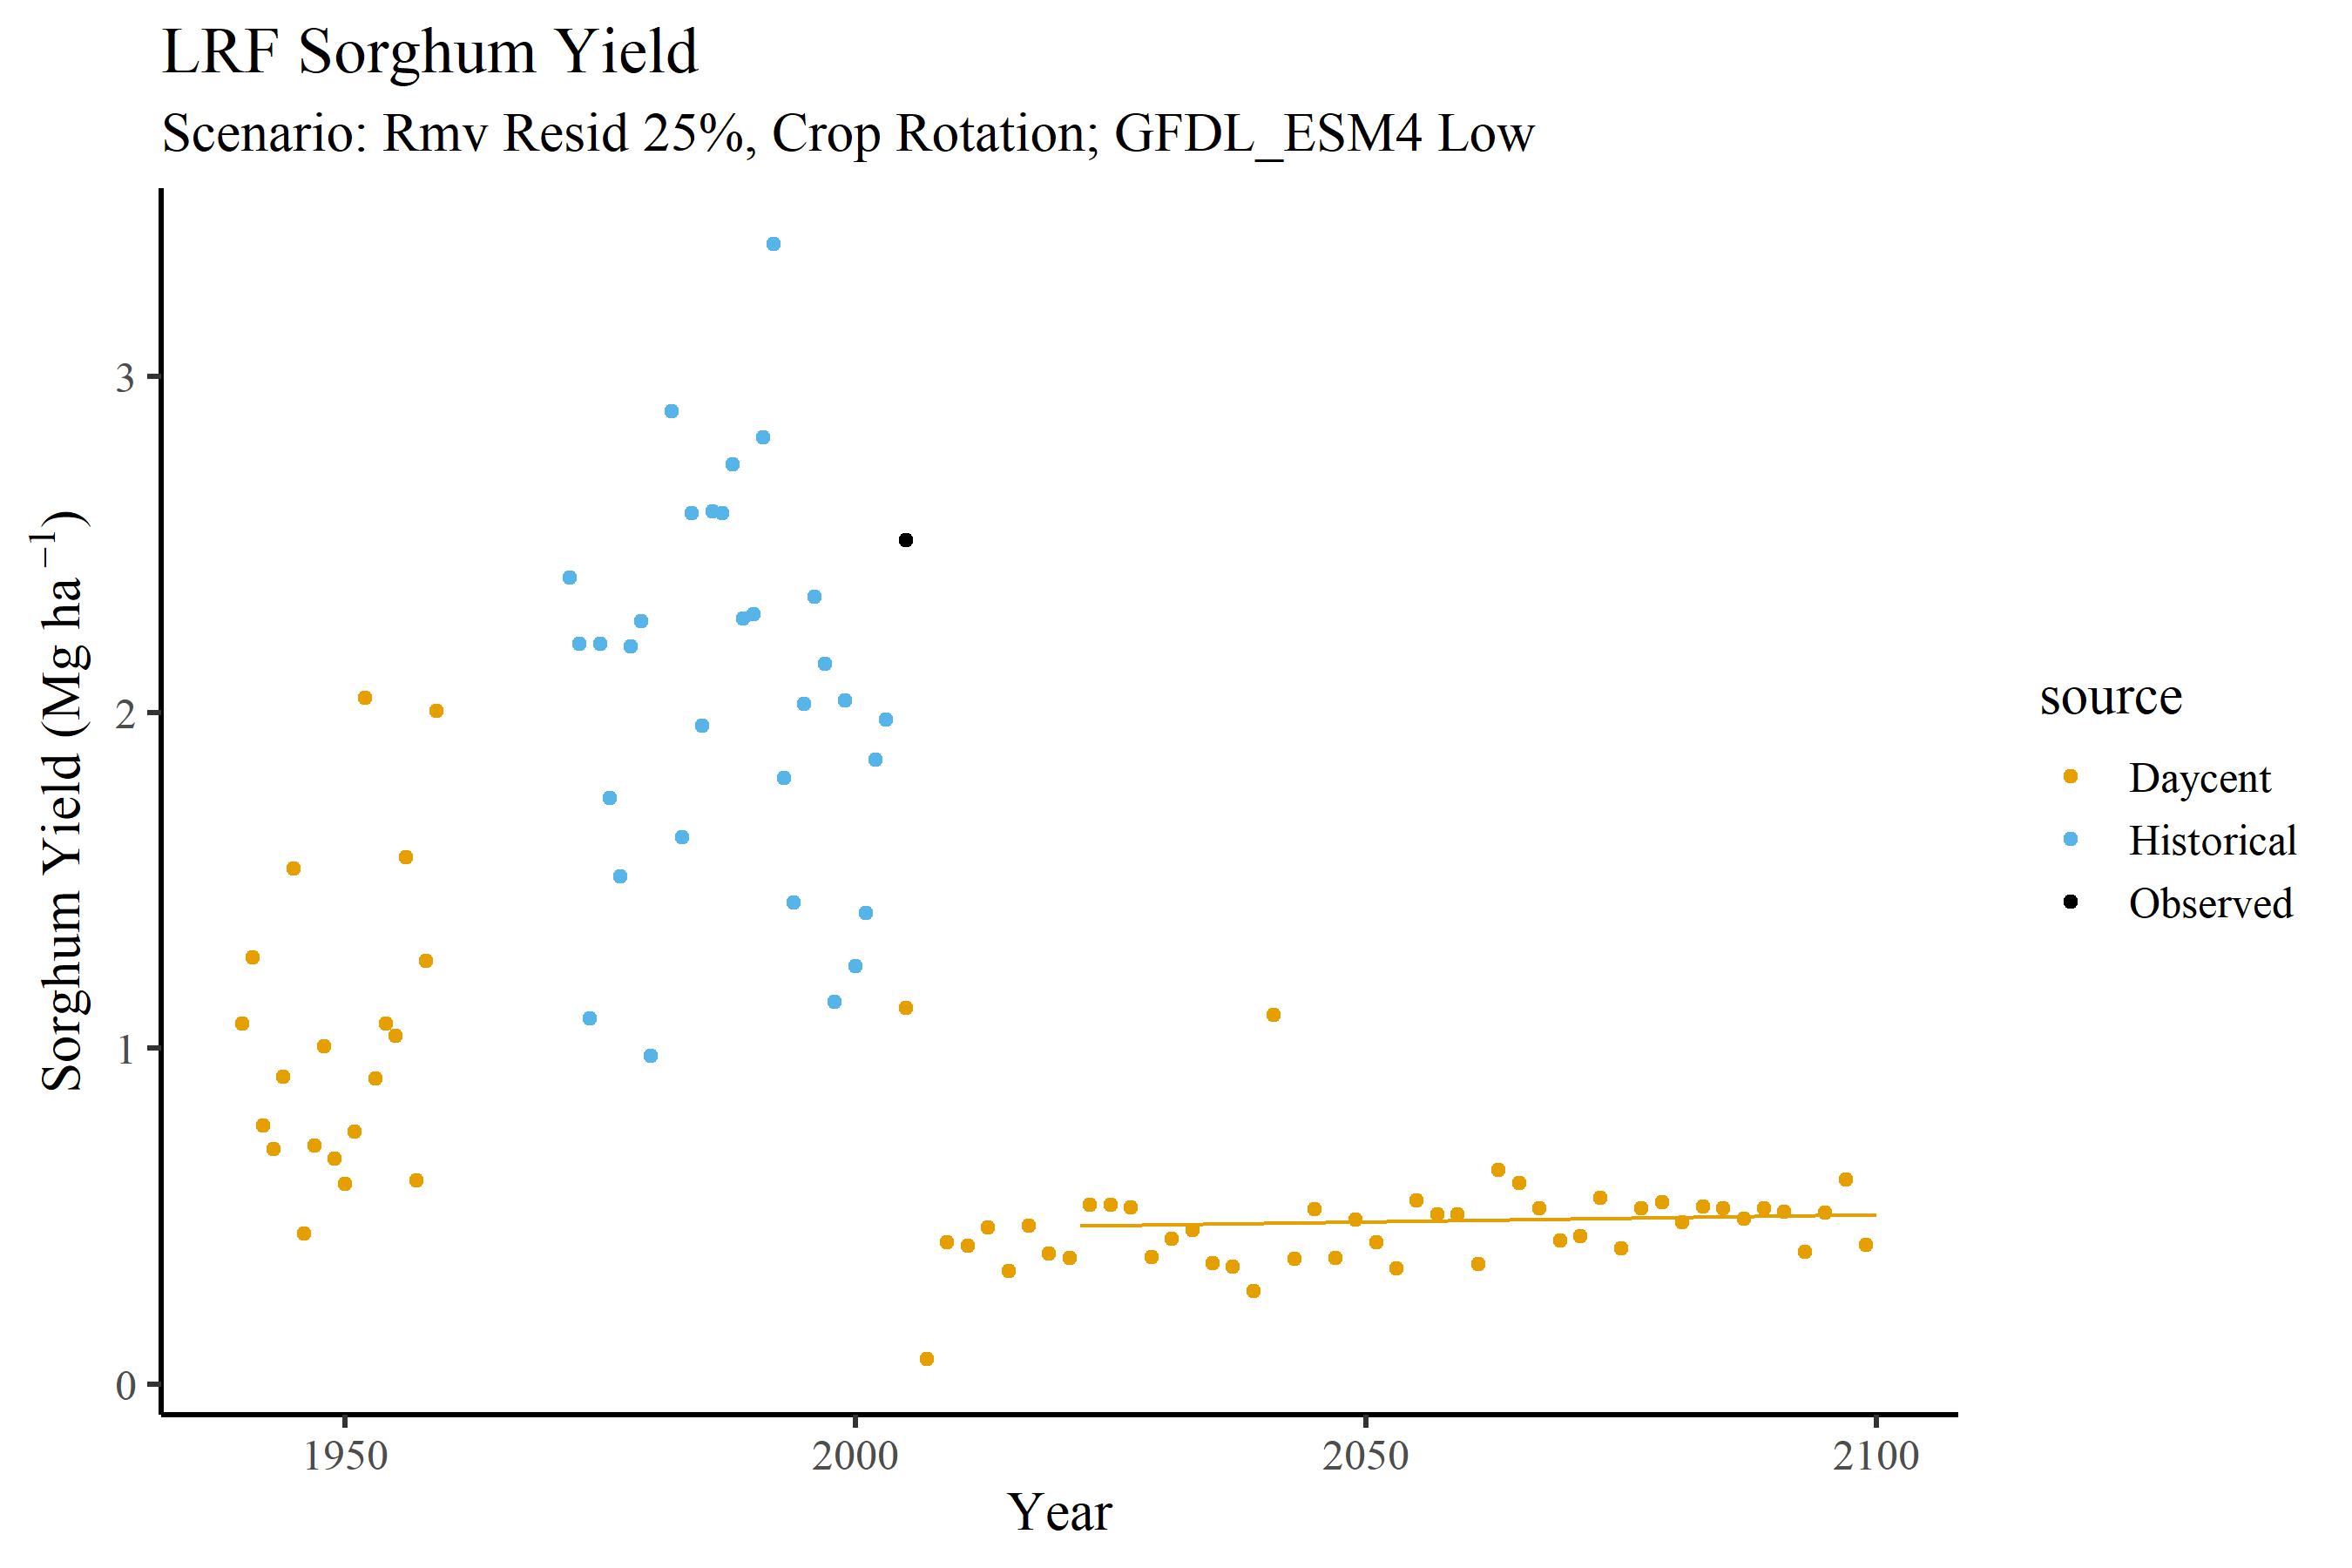 LRF Sorghum Yield
Scenario: Rmv Resid 25%, Crop Rotation; GFDL_ESM4 Low
Sorghum Yield (Mg ha⁻¹)
3
2
1
0
1950 2000 2050 2100
Year
source
Daycent
Historical
Observed